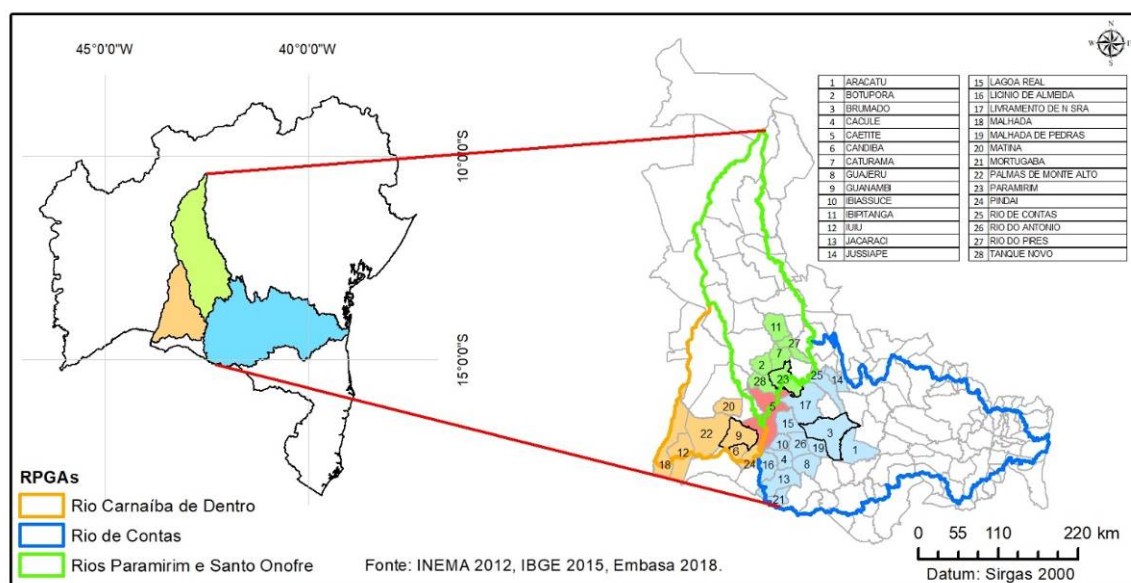 45°0'0"W
40°0'0"W
10°0'0"S
15°0'0"S
N
W
E
S
1 ARACATU
2 BOTUPORA
3 BRUMADO
4 CACULE
5 CAETITE
6 CANDIBA
7 CATURAMA
8 GUAJERU
9 GUANAMBI
10 IBIASSUCE
11 IBIPITANGA
12 IUIU
13 JACARACI
14 JUSSIAPE
15 LAGOA REAL
16 LICINIO DE ALMEIDA
17 LIVRAMENTO DE N SRA
18 MALHADA
19 MALHADA DE PEDRAS
20 MATINA
21 MORTUGABA
22 PALMAS DE MONTE ALTO
23 PARAMIRIM
24 PINDAI
25 RIO DE CONTAS
26 RIO DO ANTONIO
27 RIO DO PIRES
28 TANQUE NOVO
11
27
7
2
23
28
25
14
5
17
20
15
3
22
9
10
26
19
1
6
12
18
24
16
4
8
13
21
RPGAs
Rio Carnaíba de Dentro
Rio de Contas
Rios Paramirim e Santo Onofre
Fonte: INEMA 2012, IBGE 2015, Embasa 2018.
0 55 110 220 km
Datum: Sirgas 2000